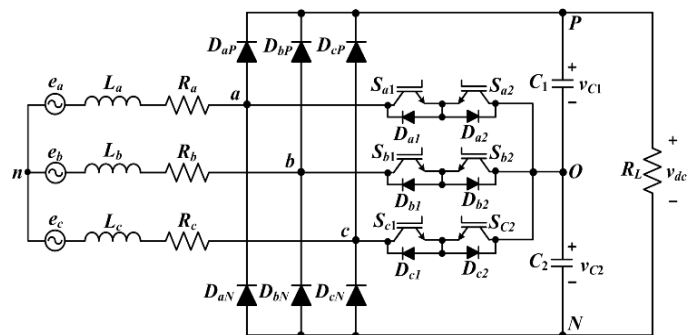 P
D_aP D_bP D_cP
e_a L_a R_a a S_a1 S_a2 C_1 + v_C1 −
D_a1 D_a2
e_b L_b R_b b S_b1 S_b2 O R_L + v_dc −
n
D_b1 D_b2
e_c L_c R_c c S_c1 S_C2 + C_2 v_C2 −
D_c1 D_c2
D_aN D_bN D_cN
N